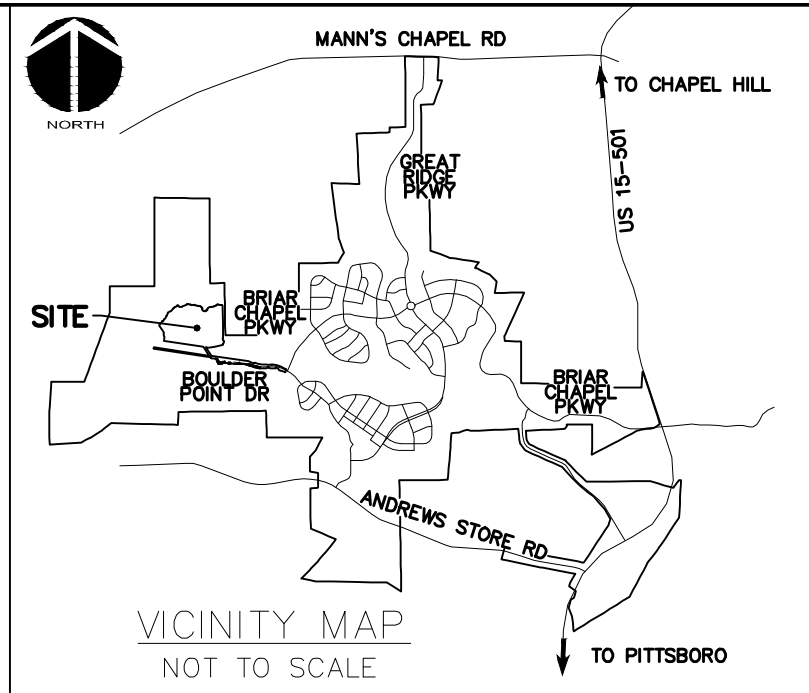 MANN'S CHAPEL RD
NORTH
TO CHAPEL HILL
US 15-501
GREAT
RIDGE
PKWY
SITE
BRIAR
CHAPEL
PKWY
BOULDER
POINT DR
BRIAR
CHAPEL
PKWY
ANDREWS STORE RD
VICINITY MAP
NOT TO SCALE
TO PITTSBORO